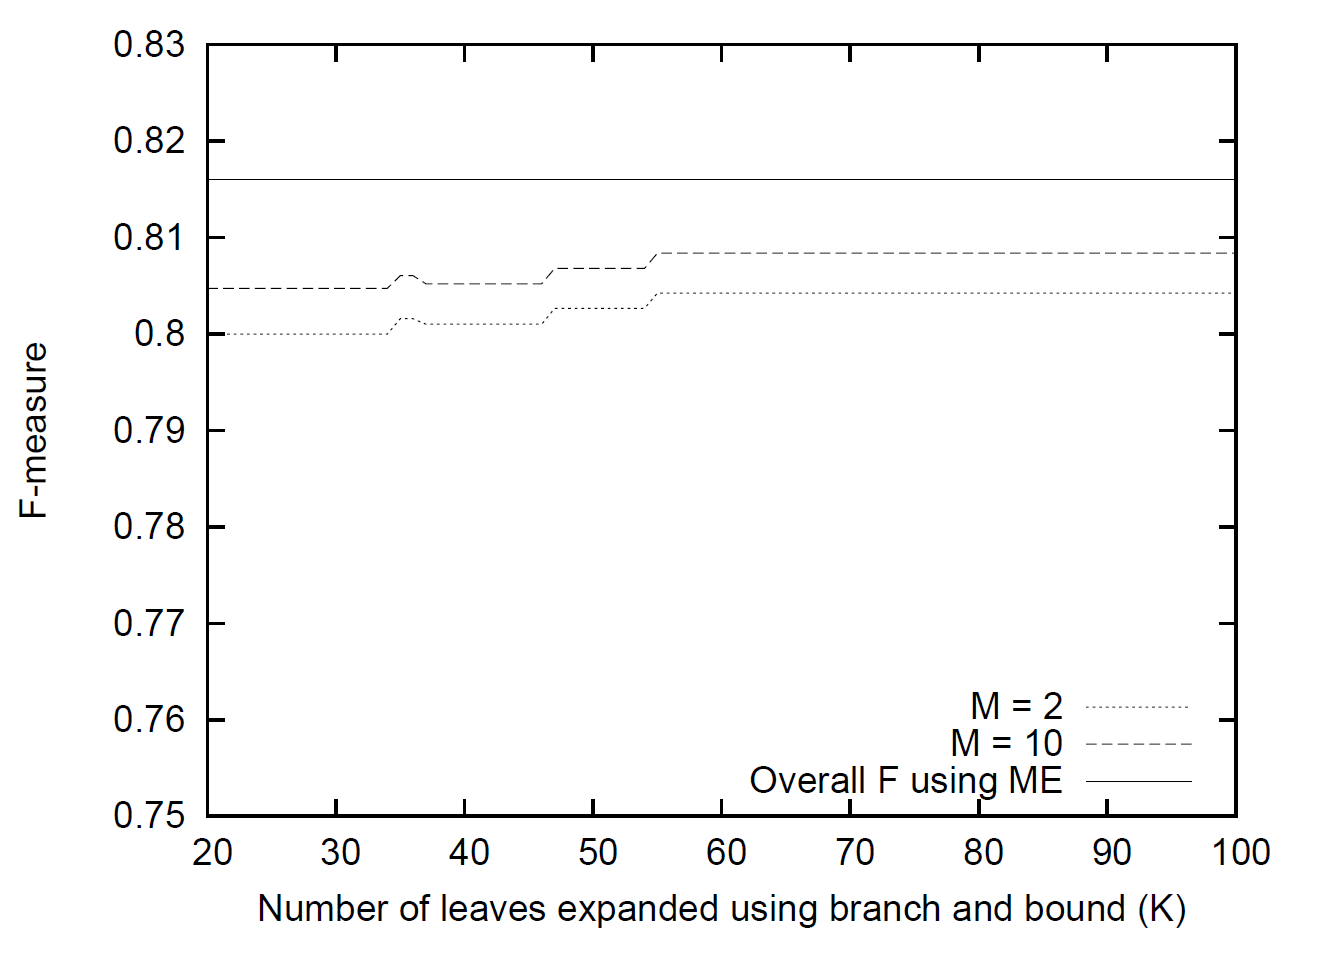 0.83
0.82
0.81
0.8
0.79
0.78
0.77
0.76
0.75
F-measure
M = 2
M = 10
Overall F using ME
20 30 40 50 60 70 80 90 100
Number of leaves expanded using branch and bound (K)